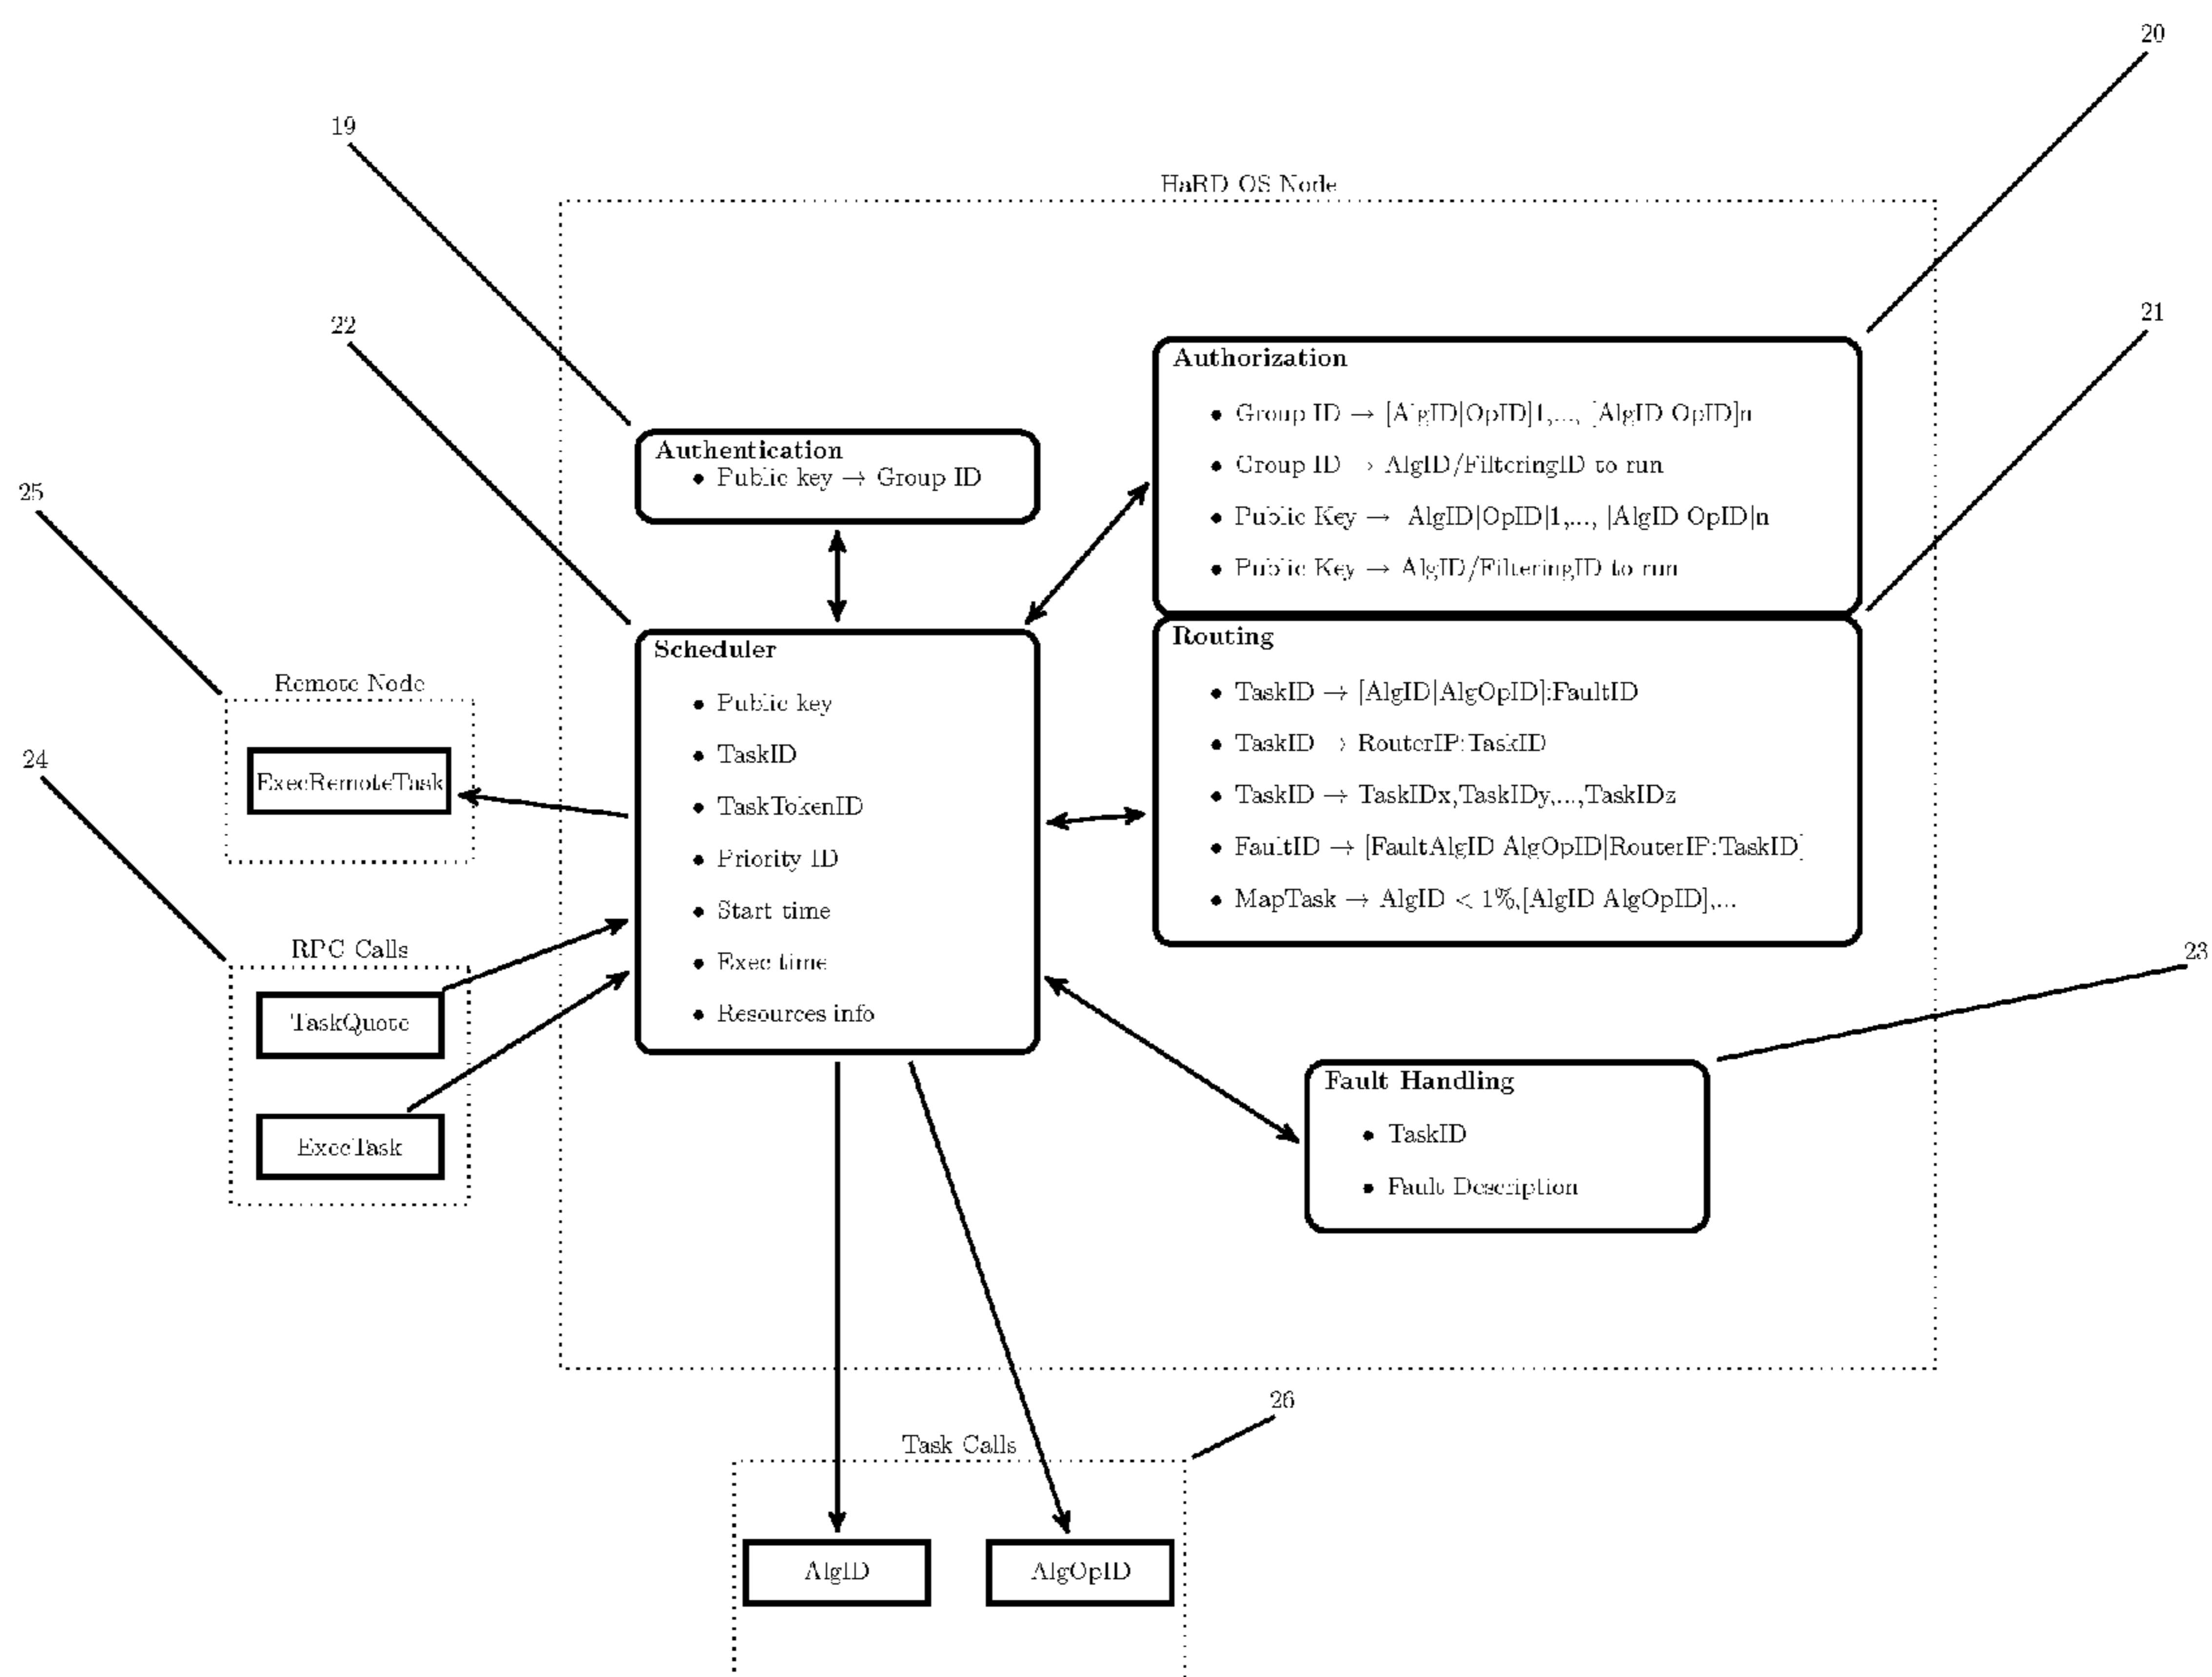 20
19
HaRD OS Node
22
21
Authorization
• Group ID → [AlgID|OpID]1,..., [AlgID OpID]n
• Group ID → AlgID/FilteringID to run
• Public Key → AlgID|OpID]1,..., [AlgID OpID]n
• Public Key → AlgID/FilteringID to run
Authentication
• Public key → Group ID
25
Scheduler
• Public key
• TaskID
• TaskTokenID
• Priority ID
• Start time
• Exec time
• Resources info
Routing
• TaskID → [AlgID|AlgOpID]:FaultID
• TaskID → RouterIP:TaskID
• TaskID → TaskIDx,TaskIDy,...,TaskIDz
• FaultID → [FaultAlgID AlgOpID|RouterIP:TaskID]
• MapTask → AlgID < 1%,[AlgID AlgOpID],...
Remote Node
ExecRemoteTask
24
RPC Calls
TaskQuote
ExecTask
23
Fault Handling
• TaskID
• Fault Description
26
Task Calls
AlgID
AlgOpID